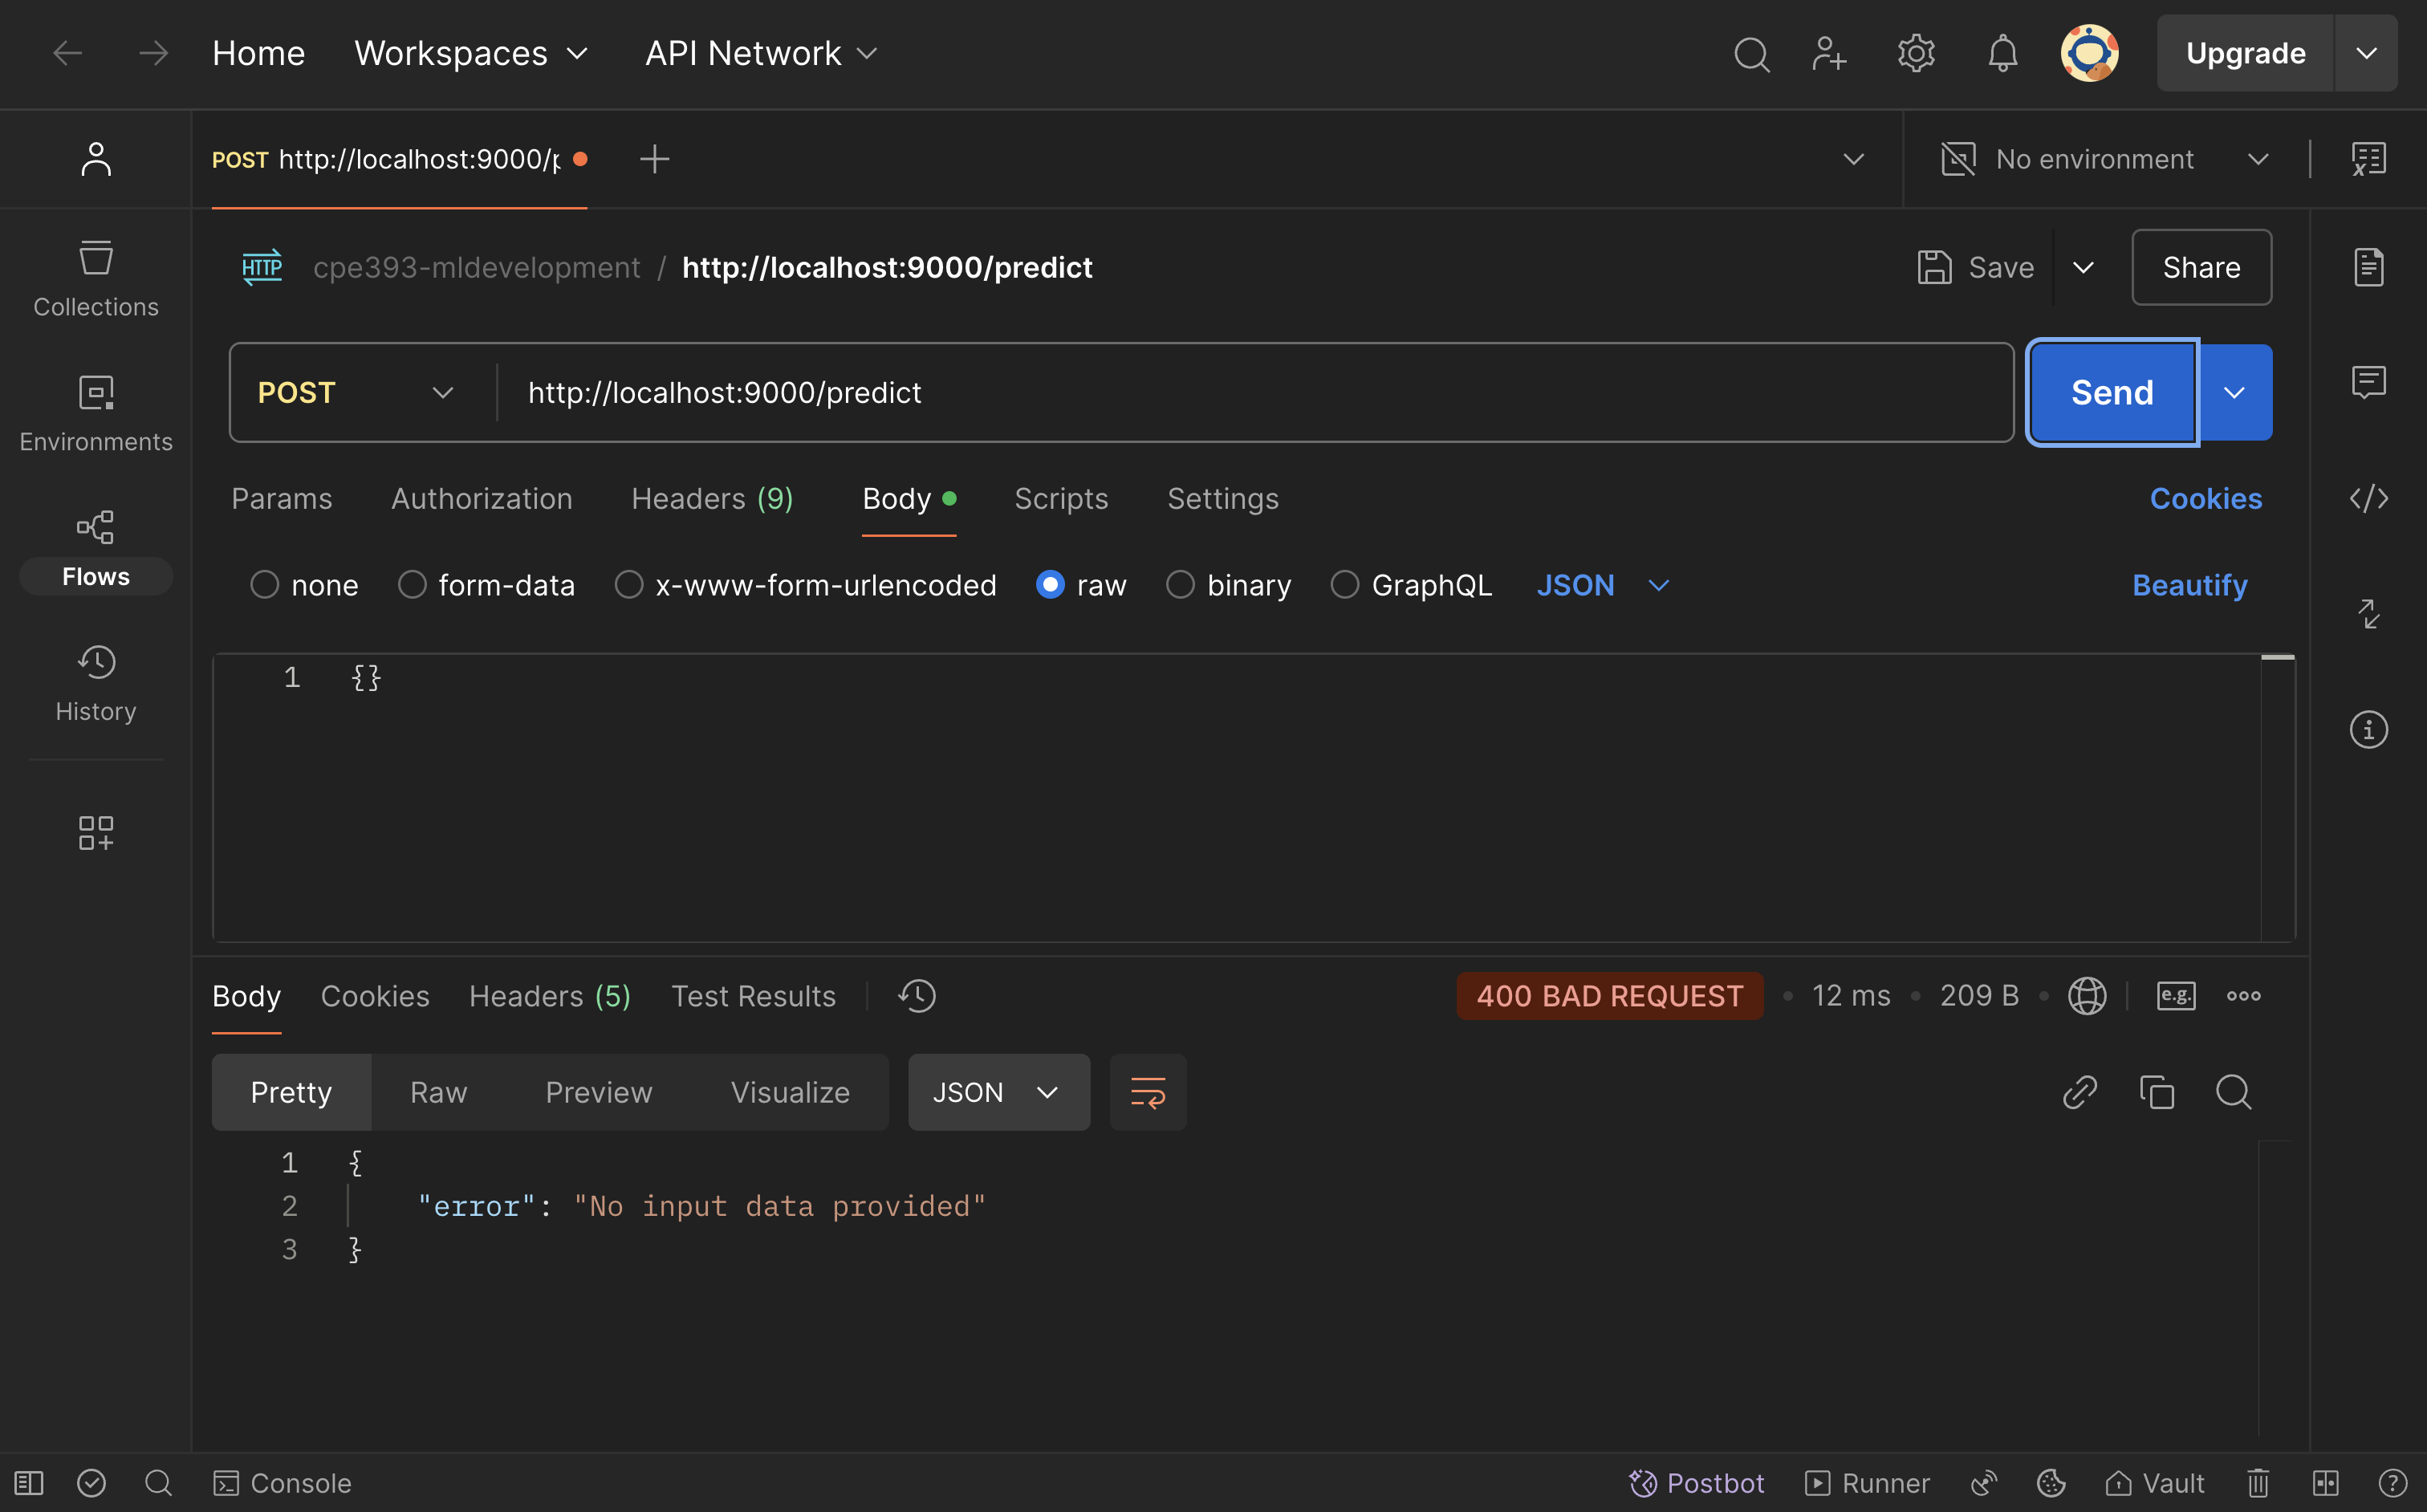 Home Workspaces API Network Upgrade
POST http://localhost:9000/p No environment
HTTP cpe393-mldevelopment / http://localhost:9000/predict Save Share
Collections
POST http://localhost:9000/predict Send
Environments
Params Authorization Headers (9) Body Scripts Settings Cookies
Flows
none form-data x-www-form-urlencoded raw binary GraphQL JSON Beautify
1 {}
History
Body Cookies Headers (5) Test Results 400 BAD REQUEST • 12 ms • 209 B • e.g.
Pretty Raw Preview Visualize JSON
1 {
2 "error": "No input data provided"
3 }
Console Postbot Runner Vault